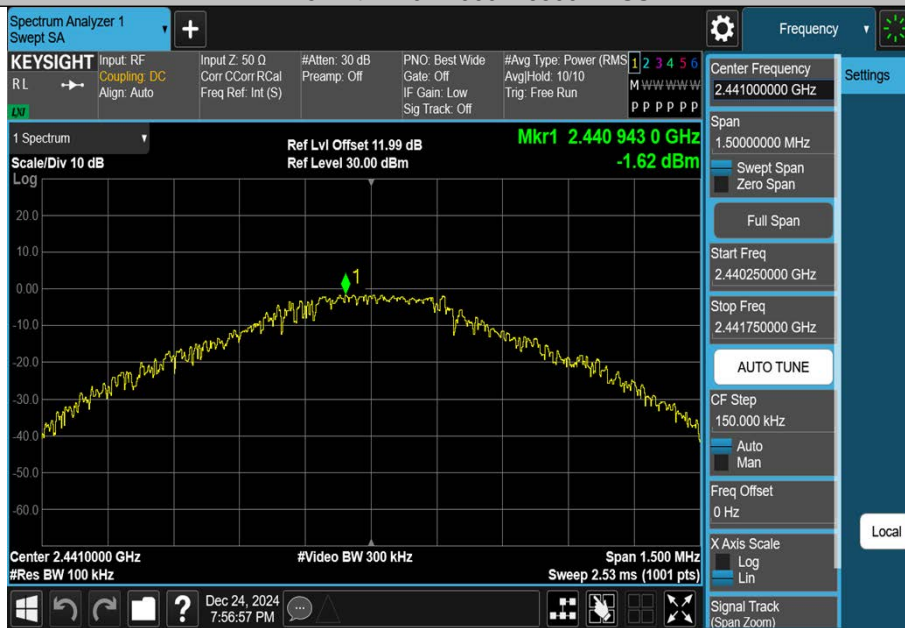 Spectrum Analyzer 1
Swept SA
+
Frequency
KEYSIGHT
RL
LXI
Input: RF
Coupling: DC
Align: Auto
Input Z: 50 Ω
Corr CCorr RCal
Freq Ref: Int (S)
#Atten: 30 dB
Preamp: Off
PNO: Best Wide
Gate: Off
IF Gain: Low
Sig Track: Off
#Avg Type: Power (RMS
Avg|Hold: 10/10
Trig: Free Run
1 2 3 4 5 6
M W W W W W
P P P P P P
1 Spectrum
Scale/Div 10 dB
Log
Ref Lvl Offset 11.99 dB
Ref Level 30.00 dBm
Mkr1 2.440 943 0 GHz
-1.62 dBm
20.0
10.0
0.00
-10.0
-20.0
-30.0
-40.0
-50.0
-60.0
1
Center 2.4410000 GHz
#Res BW 100 kHz
#Video BW 300 kHz
Span 1.500 MHz
Sweep 2.53 ms (1001 pts)
?
Dec 24, 2024
7:56:57 PM
Center Frequency
2.441000000 GHz
Settings
Span
1.50000000 MHz
Swept Span
Zero Span
Full Span
Start Freq
2.440250000 GHz
Stop Freq
2.441750000 GHz
AUTO TUNE
CF Step
150.000 kHz
Auto
Man
Freq Offset
0 Hz
Local
X Axis Scale
Log
Lin
Signal Track
(Span Zoom)